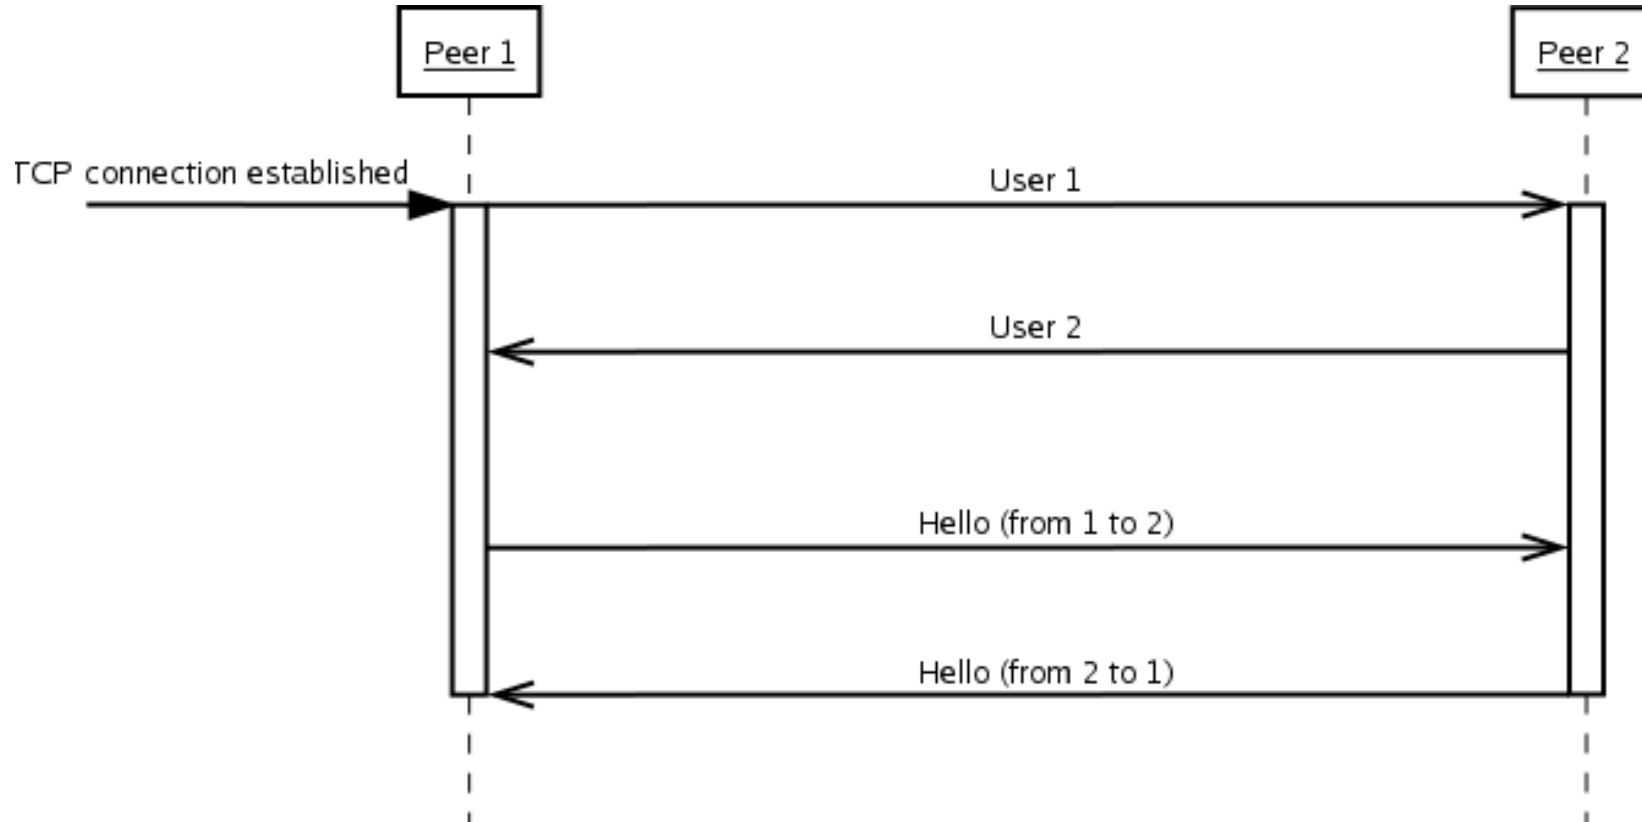 Peer 1
Peer 2
TCP connection established
User 1
User 2
Hello (from 1 to 2)
Hello (from 2 to 1)